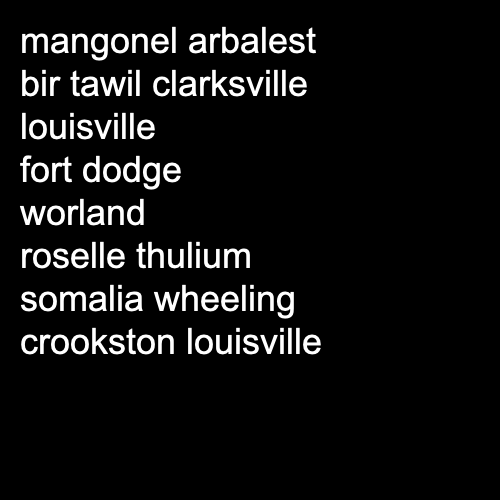 mangonel arbalest
bir tawil clarksville
louisville
fort dodge
worland
roselle thulium
somalia wheeling
crookston louisville